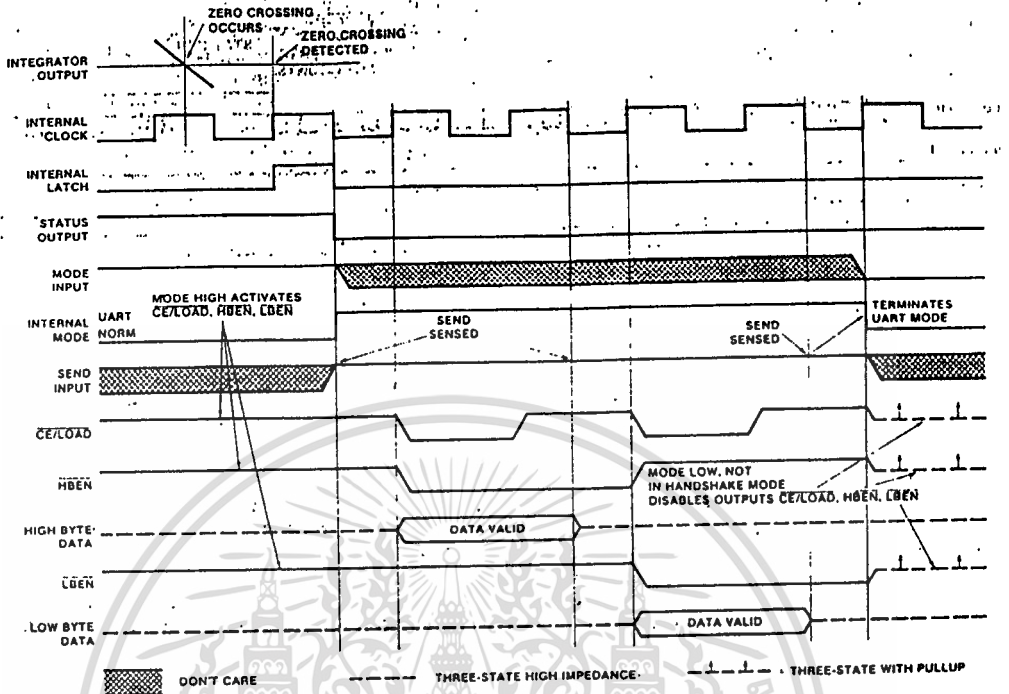 ZERO CROSSING
OCCURS
ZERO CROSSING
DETECTED
INTEGRATOR
OUTPUT
INTERNAL
CLOCK
INTERNAL
LATCH
STATUS
OUTPUT
MODE
INPUT
MODE HIGH ACTIVATES
CE/LOAD, HBEN, LBEN
INTERNAL
MODE
UART
NORM
SEND
SENSED
SEND
SENSED
TERMINATES
UART MODE
SEND
INPUT
CE/LOAD
HBEN
MODE LOW, NOT
IN HANDSHAKE MODE
DISABLES OUTPUTS CE/LOAD, HBEN, LBEN
HIGH BYTE
DATA
DATA VALID
LBEN
LOW BYTE
DATA
DATA VALID
DON'T CARE
THREE-STATE HIGH IMPEDANCE
THREE-STATE WITH PULLUP